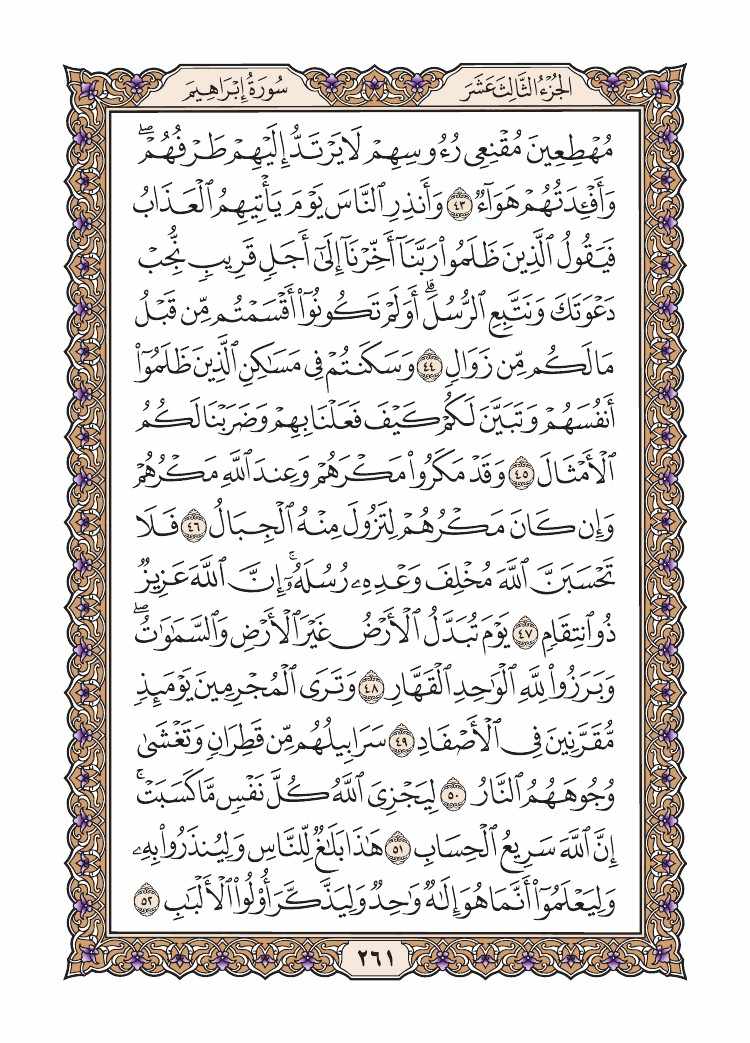 الجُزْءُ الثَّالِثَ عَشَرَ
سُورَةُ إِبْرَاهِيمَ
مُهۡطِعِينَ مُقۡنِعِي رُءُوسِهِمۡ لَا يَرۡتَدُّ إِلَيۡهِمۡ طَرۡفُهُمۡۖ
وَأَفۡـِٔدَتُهُمۡ هَوَآءٞ ٤٣ وَأَنذِرِ ٱلنَّاسَ يَوۡمَ يَأۡتِيهِمُ ٱلۡعَذَابُ
فَيَقُولُ ٱلَّذِينَ ظَلَمُواْ رَبَّنَآ أَخِّرۡنَآ إِلَىٰٓ أَجَلٖ قَرِيبٖ نُّجِبۡ
دَعۡوَتَكَ وَنَتَّبِعِ ٱلرُّسُلَۗ أَوَلَمۡ تَكُونُوٓاْ أَقۡسَمۡتُم مِّن قَبۡلُ
مَا لَكُم مِّن زَوَالٖ ٤٤ وَسَكَنتُمۡ فِي مَسَٰكِنِ ٱلَّذِينَ ظَلَمُوٓاْ
أَنفُسَهُمۡ وَتَبَيَّنَ لَكُمۡ كَيۡفَ فَعَلۡنَا بِهِمۡ وَضَرَبۡنَا لَكُمُ
ٱلۡأَمۡثَالَ ٤٥ وَقَدۡ مَكَرُواْ مَكۡرَهُمۡ وَعِندَ ٱللَّهِ مَكۡرُهُمۡ
وَإِن كَانَ مَكۡرُهُمۡ لِتَزُولَ مِنۡهُ ٱلۡجِبَالُ ٤٦ فَلَا
تَحۡسَبَنَّ ٱللَّهَ مُخۡلِفَ وَعۡدِهِۦ رُسُلَهُۥٓۚ إِنَّ ٱللَّهَ عَزِيزٞ
ذُو ٱنتِقَامٖ ٤٧ يَوۡمَ تُبَدَّلُ ٱلۡأَرۡضُ غَيۡرَ ٱلۡأَرۡضِ وَٱلسَّمَٰوَٰتُۖ
وَبَرَزُواْ لِلَّهِ ٱلۡوَٰحِدِ ٱلۡقَهَّارِ ٤٨ وَتَرَى ٱلۡمُجۡرِمِينَ يَوۡمَئِذٖ
مُّقَرَّنِينَ فِي ٱلۡأَصۡفَادِ ٤٩ سَرَابِيلُهُم مِّن قَطِرَانٖ وَتَغۡشَىٰ
وُجُوهَهُمُ ٱلنَّارُ ٥٠ لِيَجۡزِيَ ٱللَّهُ كُلَّ نَفۡسٖ مَّا كَسَبَتۡۚ
إِنَّ ٱللَّهَ سَرِيعُ ٱلۡحِسَابِ ٥١ هَٰذَا بَلَٰغٞ لِّلنَّاسِ وَلِيُنذَرُواْ بِهِۦ
وَلِيَعۡلَمُوٓاْ أَنَّمَا هُوَ إِلَٰهٞ وَٰحِدٞ وَلِيَذَّكَّرَ أُوْلُواْ ٱلۡأَلۡبَٰبِ ٥٢
٢٦١